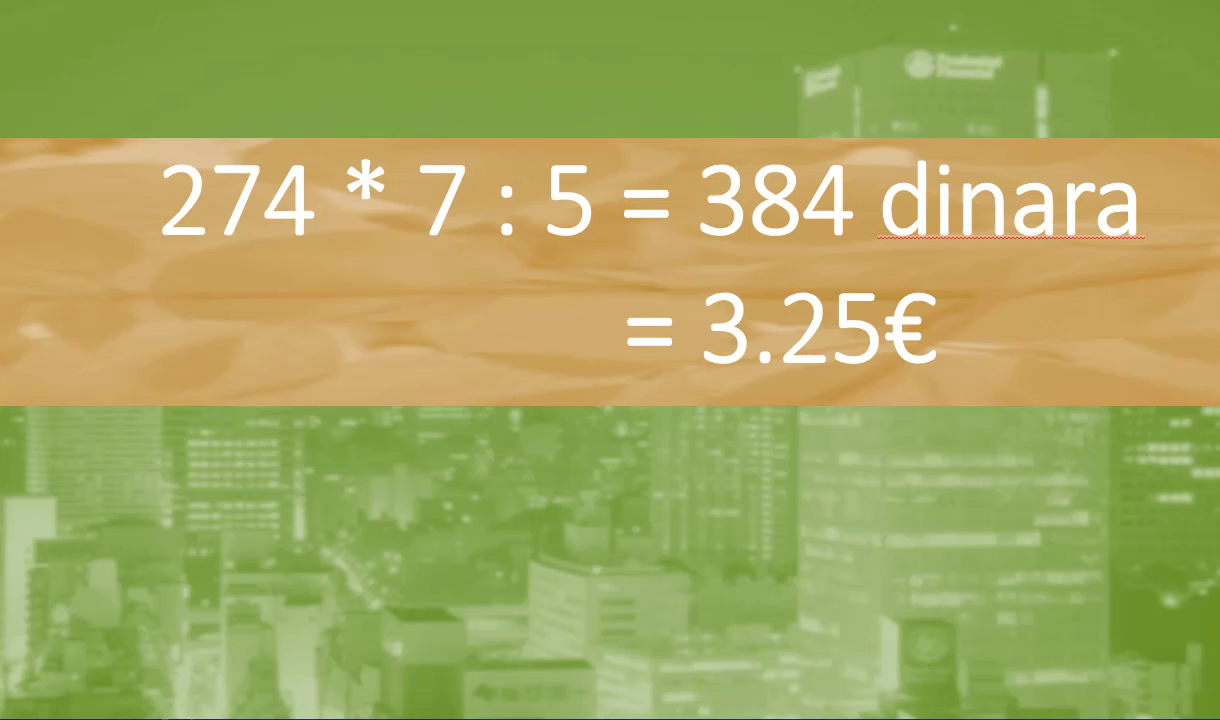 274 * 7 : 5 = 384 dinara
= 3.25€